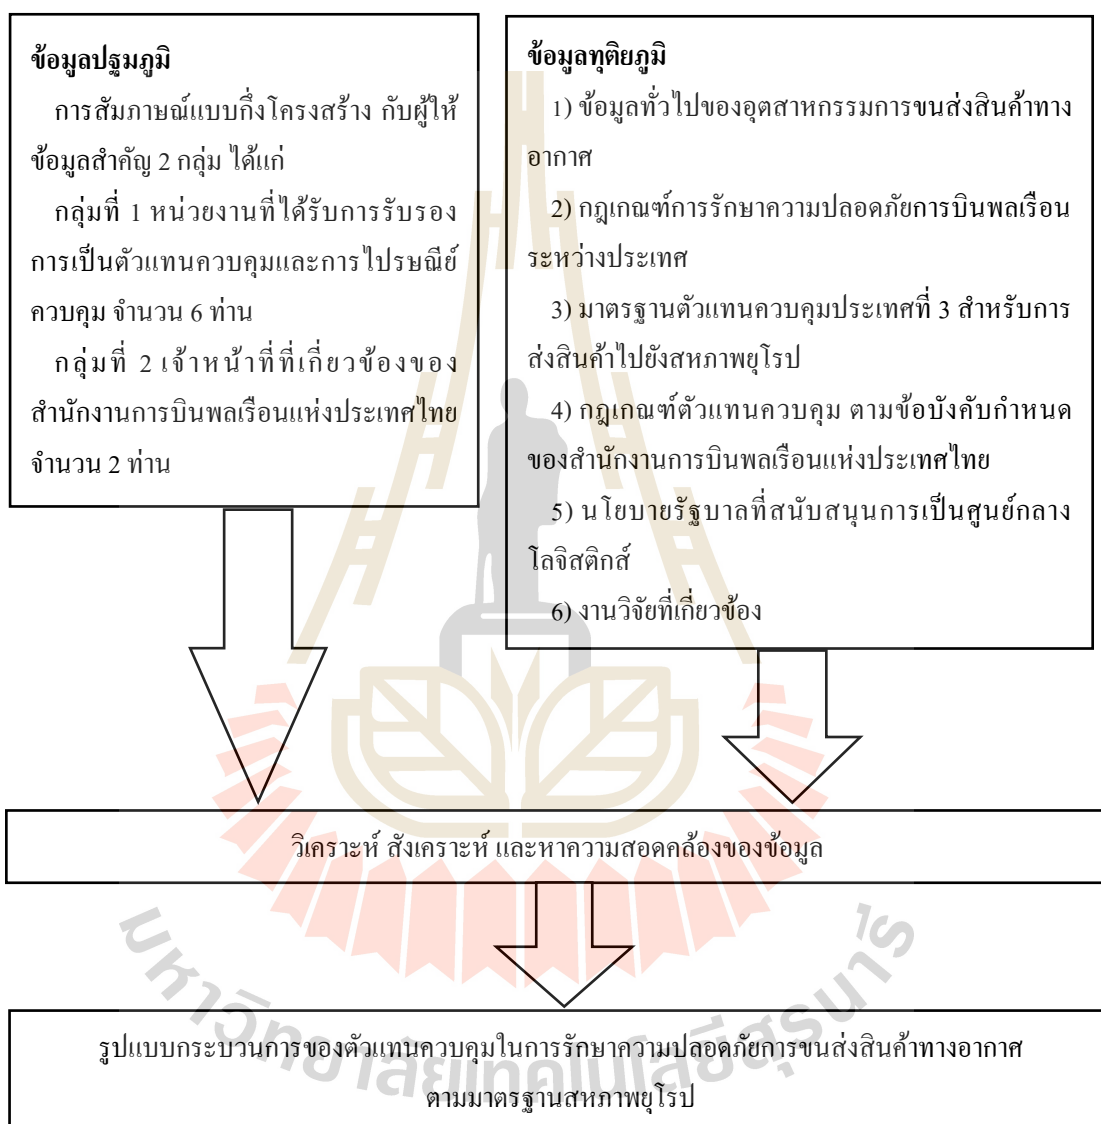 ข้อมูลปฐมภูมิ
การสัมภาษณ์แบบกึ่งโครงสร้าง กับผู้ให้
ข้อมูลสำคัญ 2 กลุ่ม ได้แก่
กลุ่มที่ 1 หน่วยงานที่ได้รับการรับรอง
การเป็นตัวแทนควบคุมและการไปรษณีย์
ควบคุม จำนวน 6 ท่าน
กลุ่มที่ 2 เจ้าหน้าที่ที่เกี่ยวข้องของ
สำนักงานการบินพลเรือนแห่งประเทศไทย
จำนวน 2 ท่าน
ข้อมูลทุติยภูมิ
1) ข้อมูลทั่วไปของอุตสาหกรรมการขนส่งสินค้าทาง
อากาศ
2) กฎเกณฑ์การรักษาความปลอดภัยการบินพลเรือน
ระหว่างประเทศ
3) มาตรฐานตัวแทนควบคุมประเทศที่ 3 สำหรับการ
ส่งสินค้าไปยังสหภาพยุโรป
4) กฎเกณฑ์ตัวแทนควบคุม ตามข้อบังคับกำหนด
ของสำนักงานการบินพลเรือนแห่งประเทศไทย
5) นโยบายรัฐบาลที่สนับสนุนการเป็นศูนย์กลาง
โลจิสติกส์
6) งานวิจัยที่เกี่ยวข้อง
วิเคราะห์ สังเคราะห์ และหาความสอดคล้องของข้อมูล
รูปแบบกระบวนการของตัวแทนควบคุมในการรักษาความปลอดภัยการขนส่งสินค้าทางอากาศ
ตามมาตรฐานสหภาพยุโรป
มหาวิทยาลัยเทคโนโลยีสุรนารี